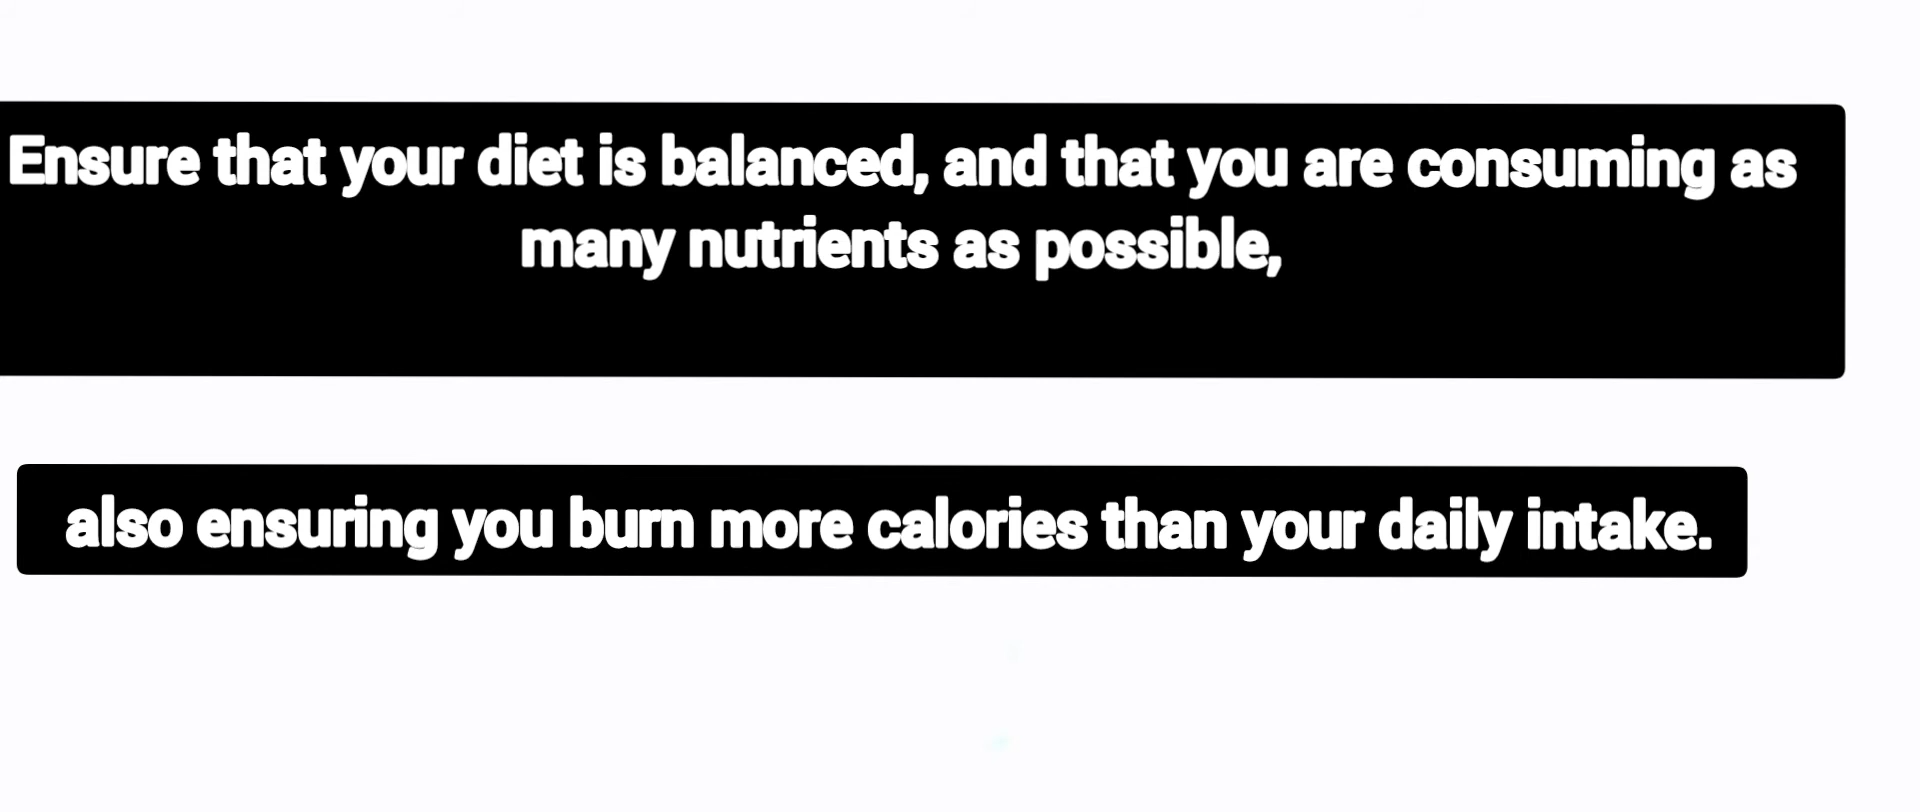 Ensure that your diet is balanced, and that you are consuming as
many nutrients as possible,
also ensuring you burn more calories than your daily intake.